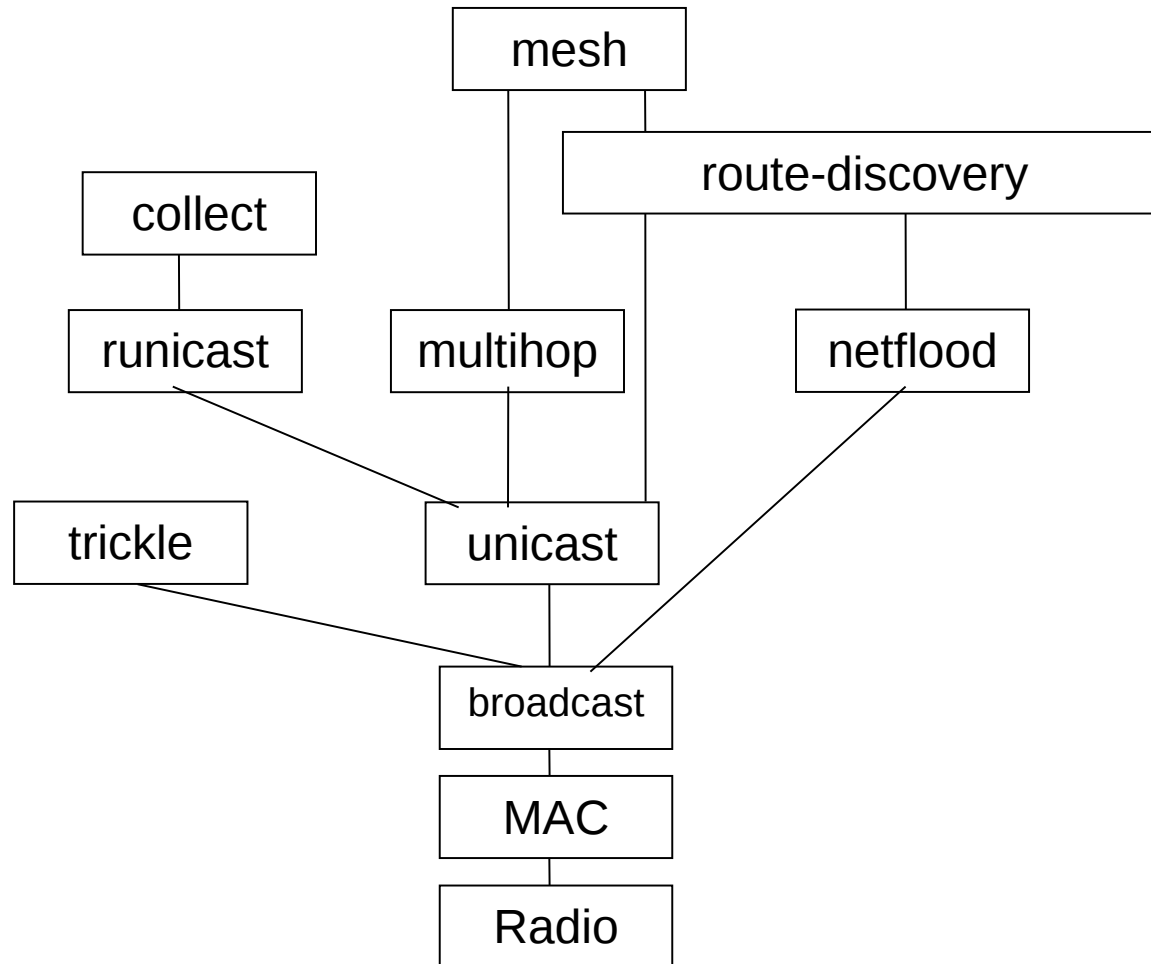 mesh
route-discovery
collect
runicast
multihop
netflood
trickle
unicast
broadcast
MAC
Radio